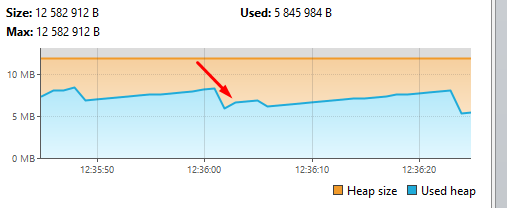 Size: 12 582 912 B Used: 5 845 984 B
Max: 12 582 912 B
10 MB
5 MB
0 MB
12:35:50 12:36:00 12:36:10 12:36:20
Heap size Used heap